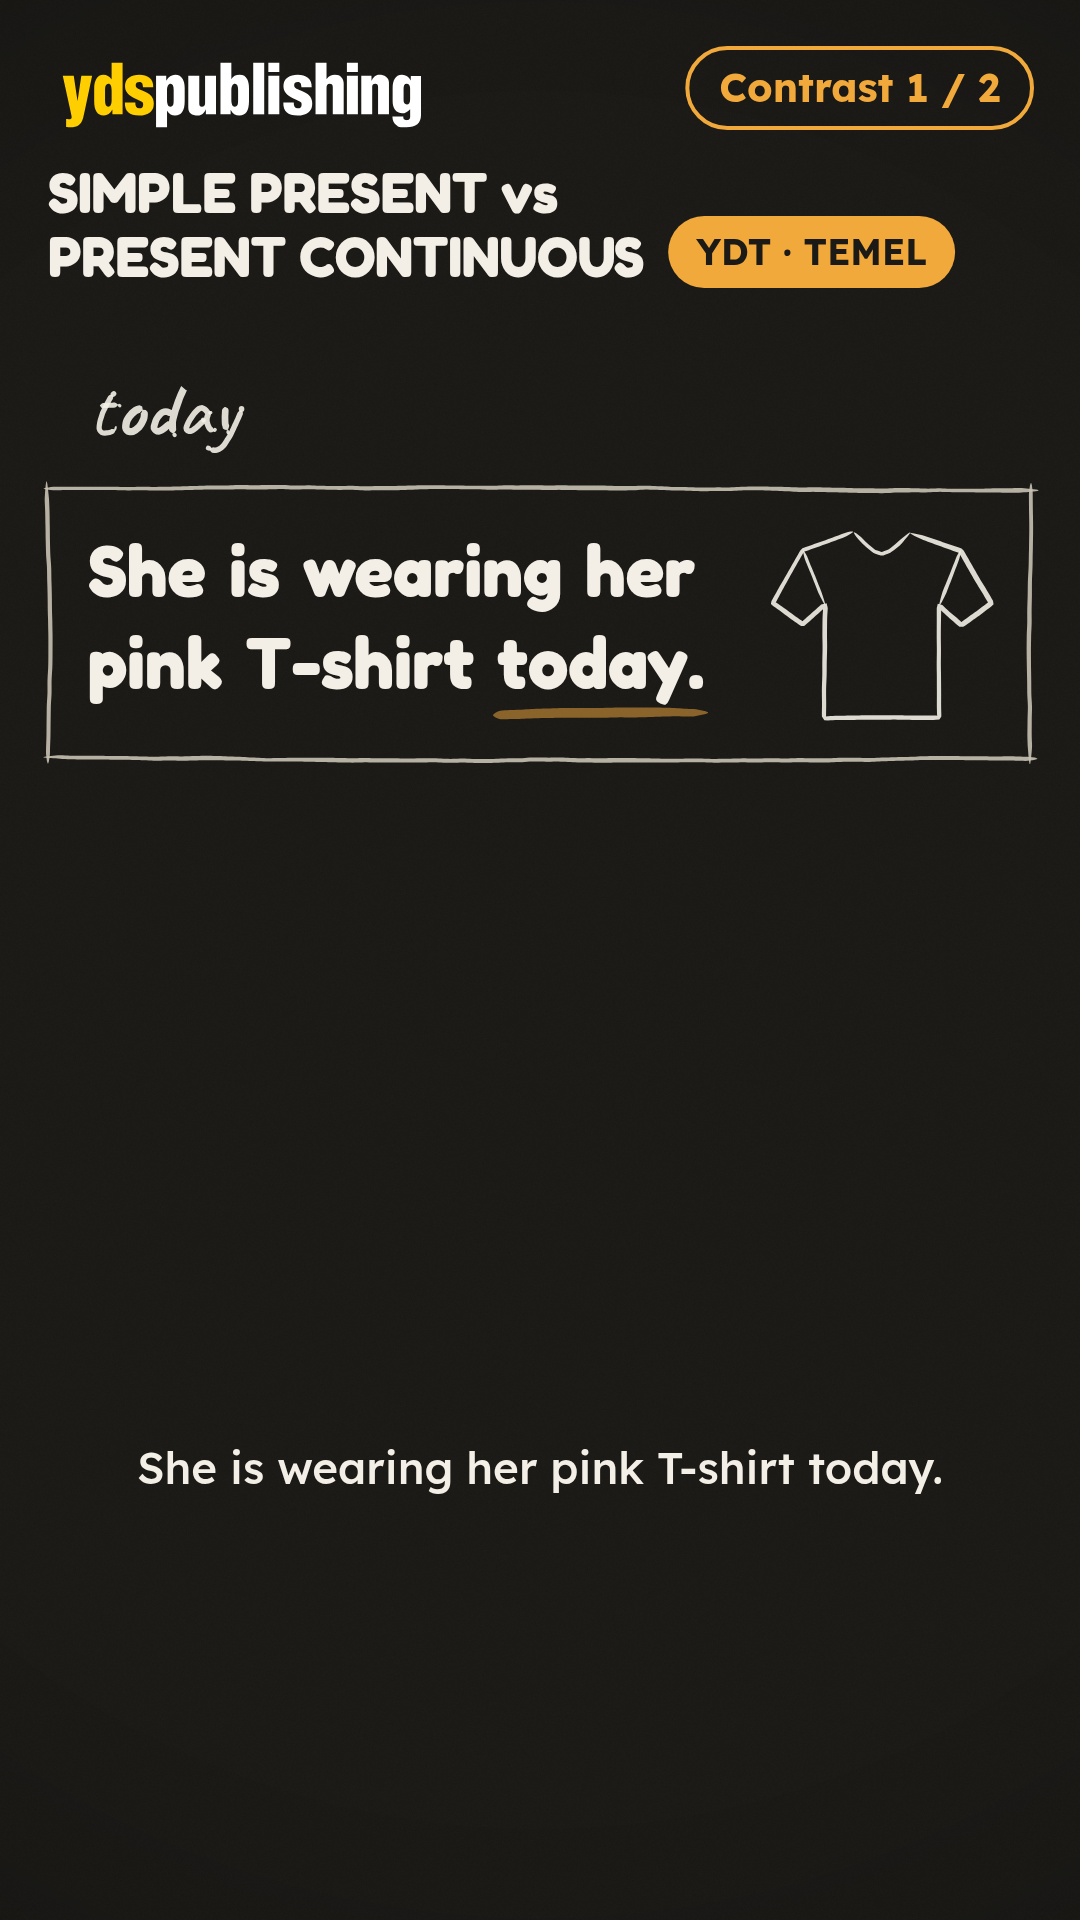 ydspublishing
Contrast 1 / 2
SIMPLE PRESENT vs
PRESENT CONTINUOUS
YDT · TEMEL
today
She is wearing her
pink T-shirt today.
She is wearing her pink T-shirt today.